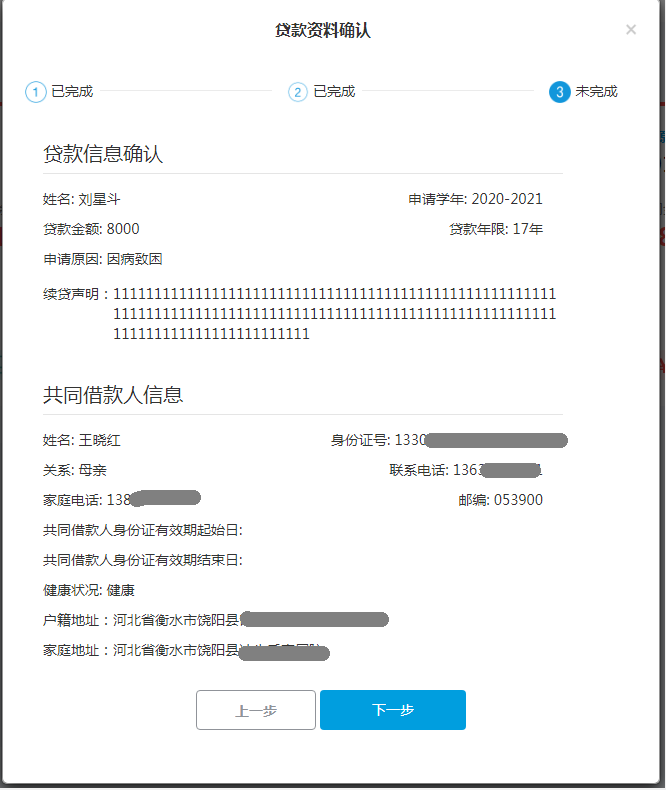 贷款资料确认 ×
1 已完成 2 已完成 3 未完成
贷款信息确认
姓名: 刘星斗 申请学年: 2020-2021
贷款金额: 8000 贷款年限: 17年
申请原因: 因病致困
续贷声明：111111111111111111111111111111111111111111111111111111
111111111111111111111111111111111111111111111111111111
111111111111111111111111
共同借款人信息
姓名: 王晓红 身份证号: 1330
关系: 母亲 联系电话: 136
家庭电话: 138 邮编: 053900
共同借款人身份证有效期起始日:
共同借款人身份证有效期结束日:
健康状况: 健康
户籍地址：河北省衡水市饶阳县
家庭地址：河北省衡水市饶阳县
上一步 下一步